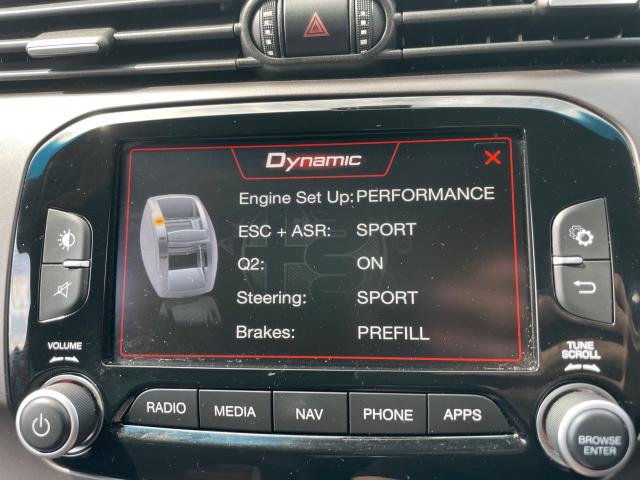 Dynamic
Engine Set Up: PERFORMANCE
ESC + ASR: SPORT
Q2: ON
Steering: SPORT
Brakes: PREFILL
VOLUME
TUNE
SCROLL
RADIO
MEDIA
NAV
PHONE
APPS
BROWSE
ENTER